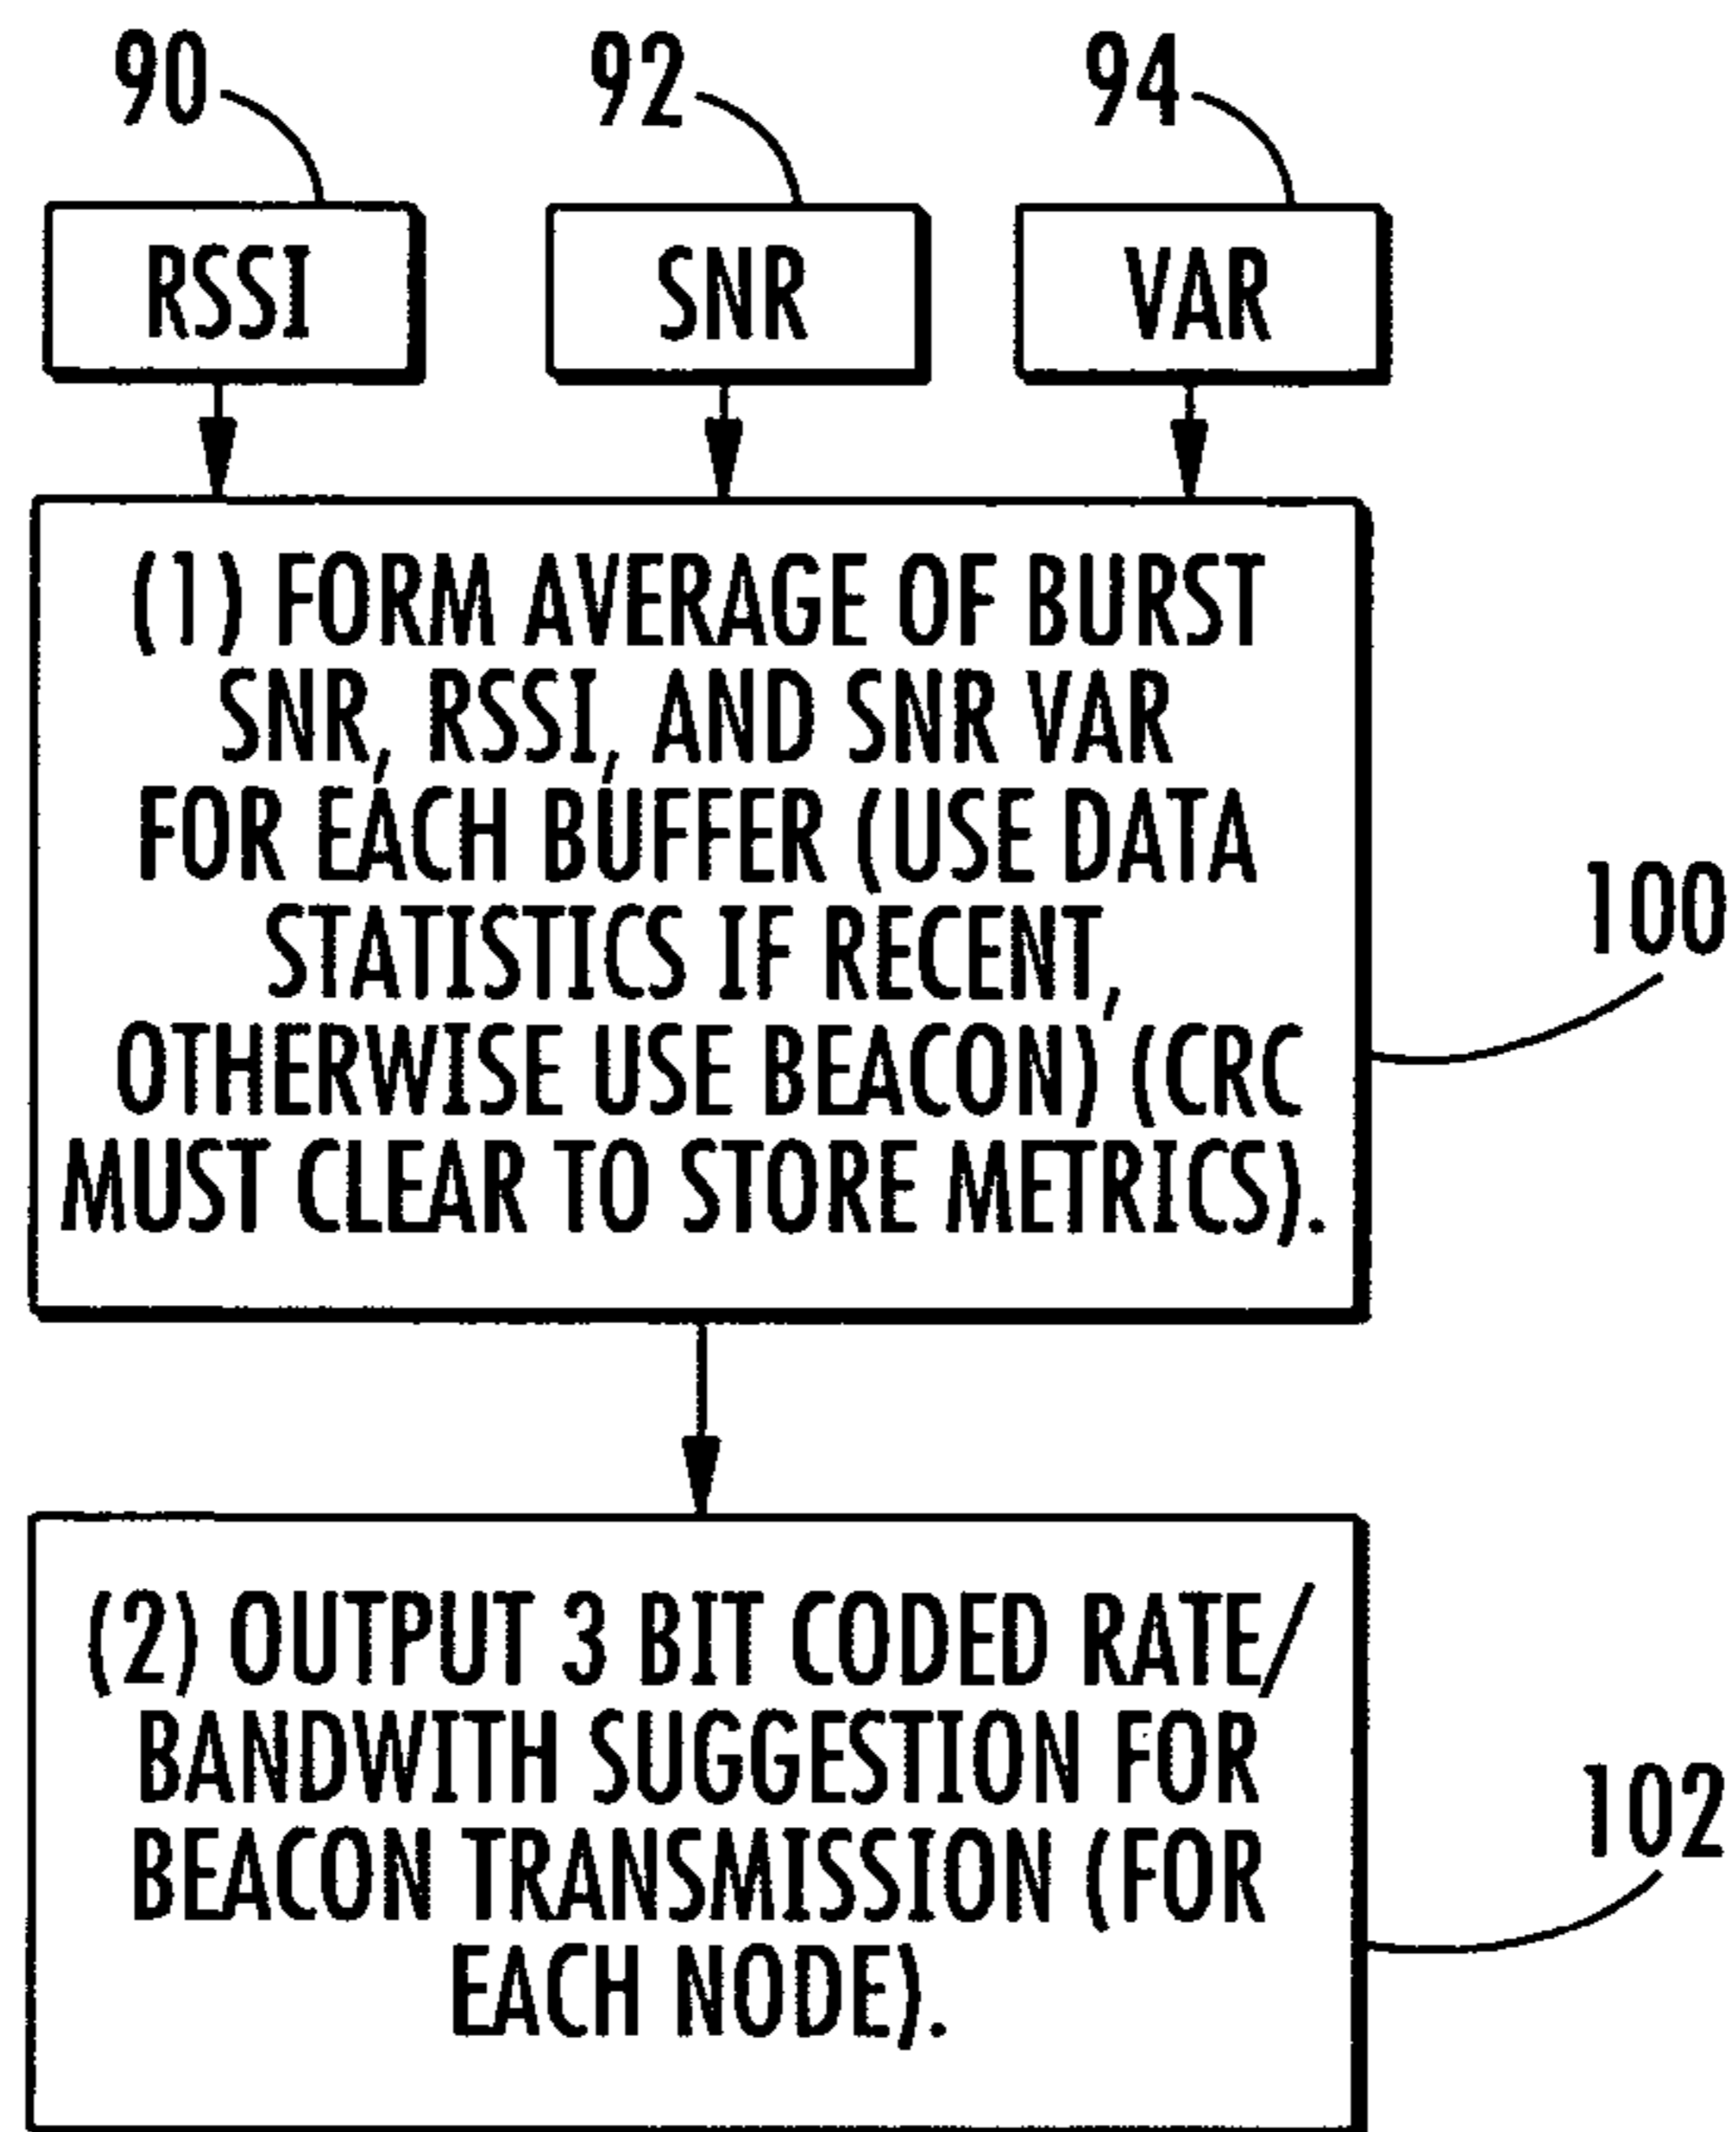 90 92 94
RSSI SNR VAR
(1) FORM AVERAGE OF BURST
SNR, RSSI, AND SNR VAR
FOR EACH BUFFER (USE DATA
STATISTICS IF RECENT,
OTHERWISE USE BEACON) (CRC
MUST CLEAR TO STORE METRICS).
100
(2) OUTPUT 3 BIT CODED RATE/
BANDWITH SUGGESTION FOR
BEACON TRANSMISSION (FOR
EACH NODE).
102